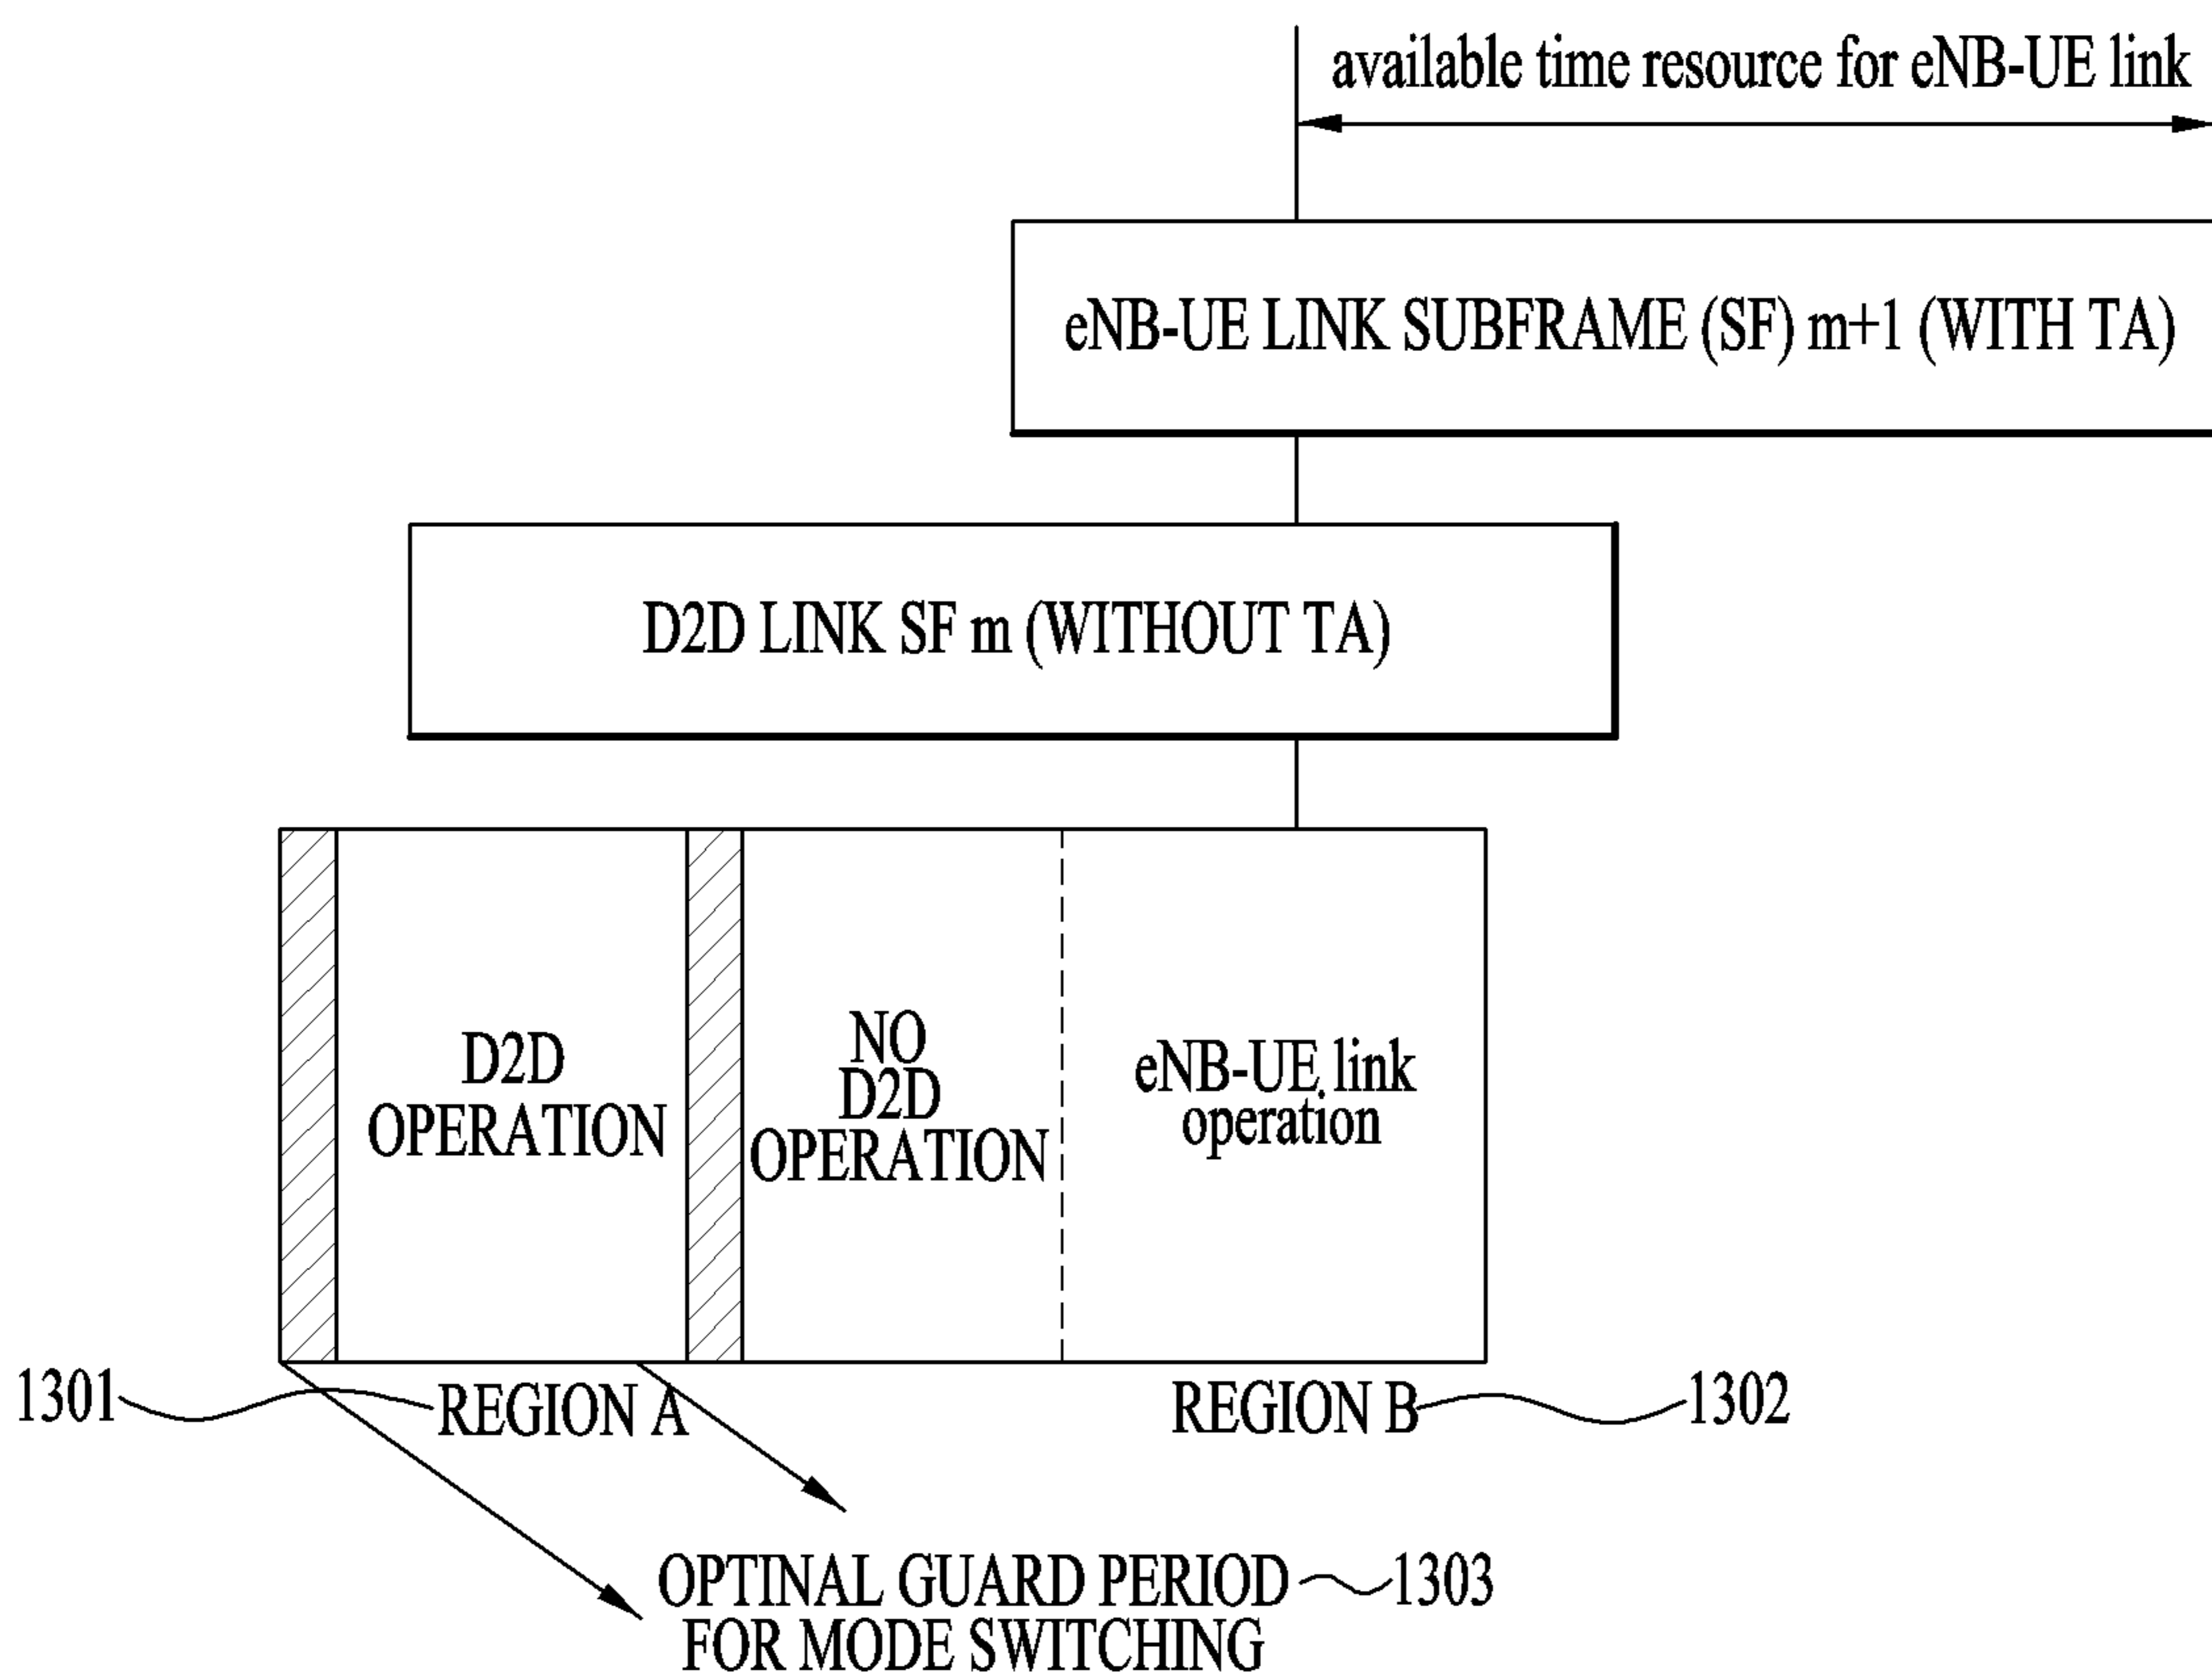 available time resource for eNB-UE link
eNB-UE LINK SUBFRAME (SF) m+1 (WITH TA)
D2D LINK SF m (WITHOUT TA)
D2D
OPERATION
NO
D2D
OPERATION
eNB-UE link
operation
1301
REGION A
REGION B
1302
OPTINAL GUARD PERIOD
1303
FOR MODE SWITCHING